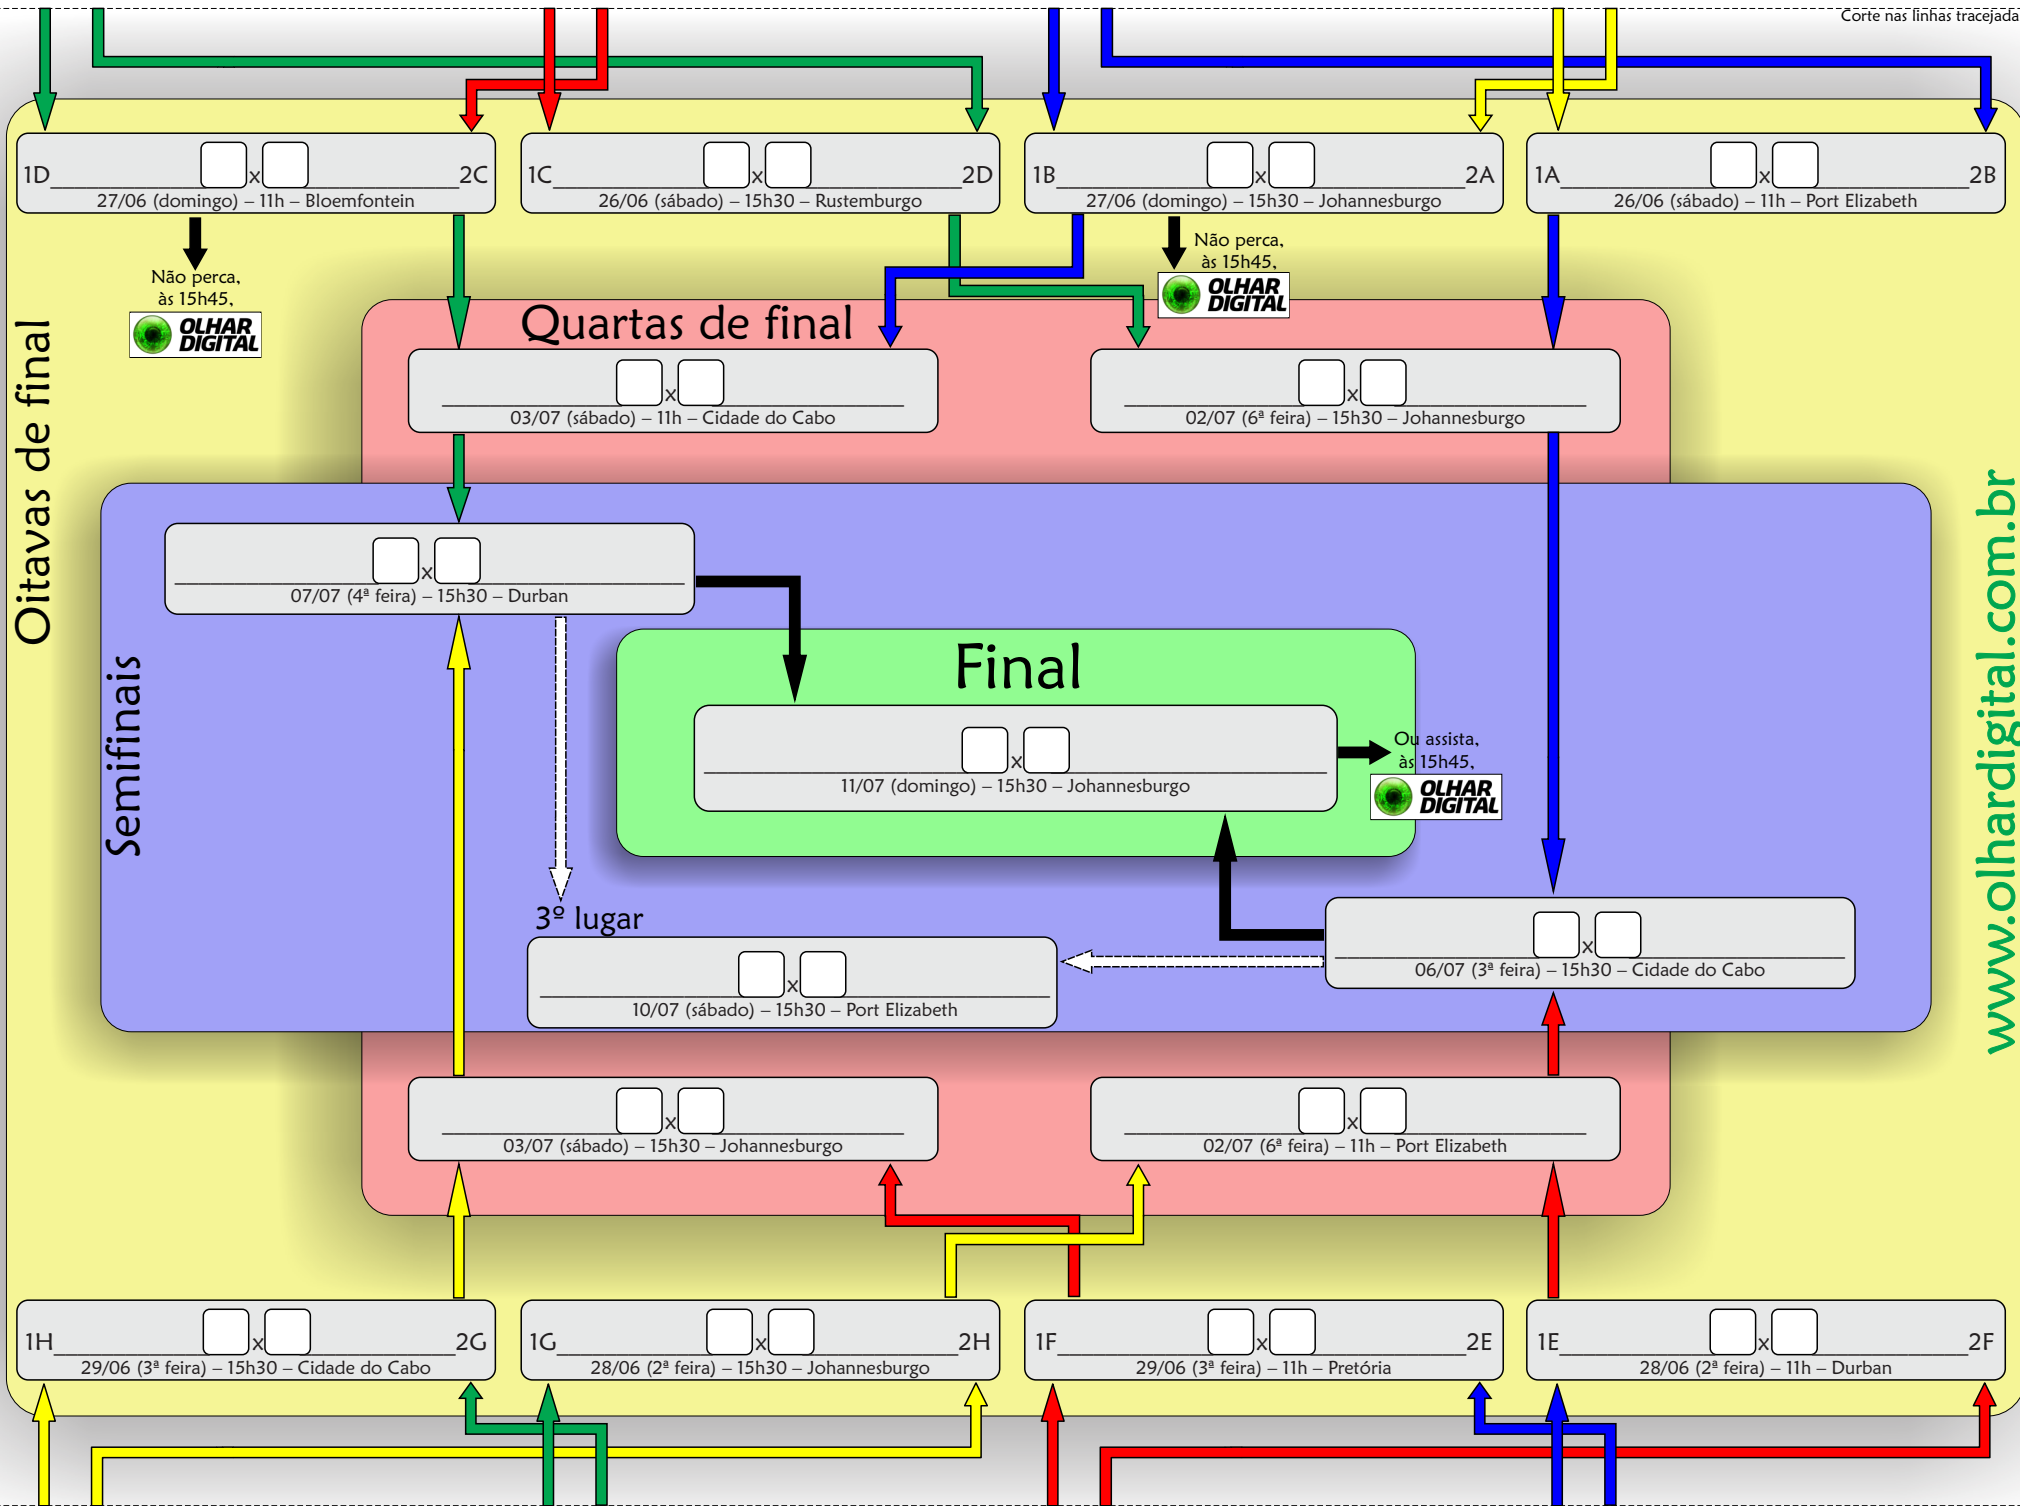 Corte nas linhas tracejada
1D x 2C
27/06 (domingo) – 11h – Bloemfontein
1C x 2D
26/06 (sábado) – 15h30 – Rustemburgo
1B x 2A
27/06 (domingo) – 15h30 – Johannesburgo
1A x 2B
26/06 (sábado) – 11h – Port Elizabeth
Não perca,
às 15h45,
OLHAR
DIGITAL
Não perca,
às 15h45,
OLHAR
DIGITAL
Oitavas de final
Quartas de final
x
03/07 (sábado) – 11h – Cidade do Cabo
x
02/07 (6ª feira) – 15h30 – Johannesburgo
Semifinais
x
07/07 (4ª feira) – 15h30 – Durban
Final
x
11/07 (domingo) – 15h30 – Johannesburgo
Ou assista,
às 15h45,
OLHAR
DIGITAL
www.olhardigital.com.br
3º lugar
x
10/07 (sábado) – 15h30 – Port Elizabeth
x
06/07 (3ª feira) – 15h30 – Cidade do Cabo
x
03/07 (sábado) – 15h30 – Johannesburgo
x
02/07 (6ª feira) – 11h – Port Elizabeth
1H x 2G
29/06 (3ª feira) – 15h30 – Cidade do Cabo
1G x 2H
28/06 (2ª feira) – 15h30 – Johannesburgo
1F x 2E
29/06 (3ª feira) – 11h – Pretória
1E x 2F
28/06 (2ª feira) – 11h – Durban